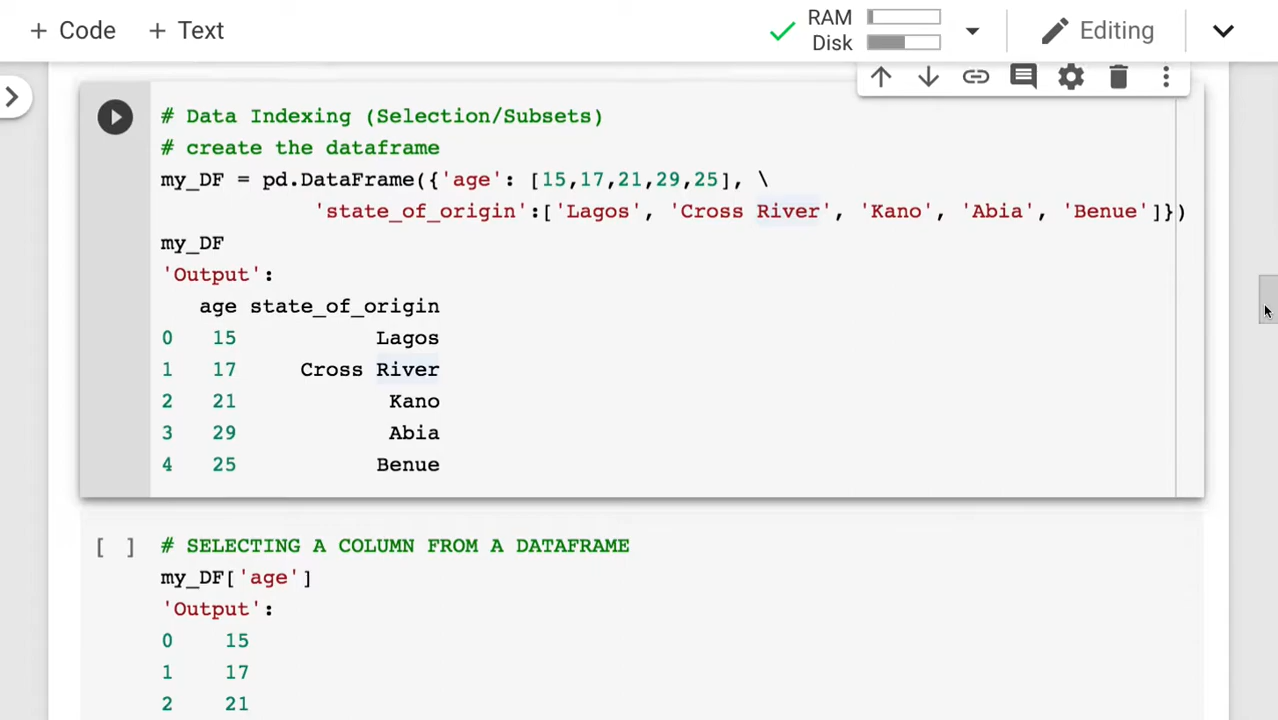 + Code + Text
RAM
Disk
Editing
# Data Indexing (Selection/Subsets)
# create the dataframe
my_DF = pd.DataFrame({'age': [15,17,21,29,25], \
'state_of_origin':['Lagos', 'Cross River', 'Kano', 'Abia', 'Benue']})
my_DF
'Output':
age state_of_origin
0 15 Lagos
1 17 Cross River
2 21 Kano
3 29 Abia
4 25 Benue
[ ] # SELECTING A COLUMN FROM A DATAFRAME
my_DF['age']
'Output':
0 15
1 17
2 21